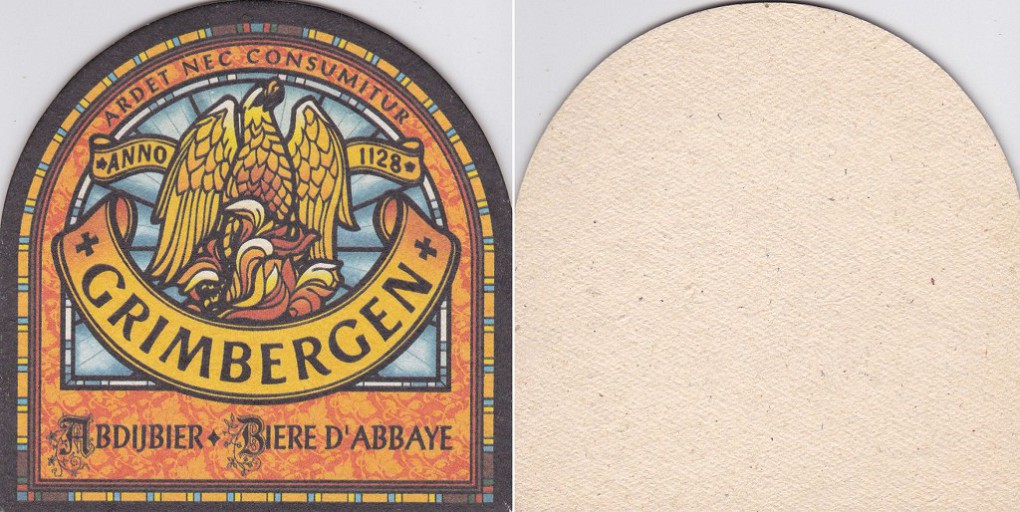 ARDET NEC CONSUMITUR
ANNO 1128
GRIMBERGEN
ABDIJBIER BIERE D'ABBAYE